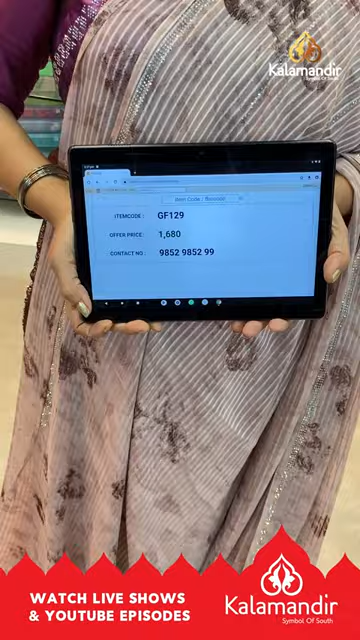 Kalamandir
Symbol Of South
Item Code / Barcode
ITEMCODE : GF129
OFFER PRICE : 1,680
CONTACT NO : 9852 9852 99
WATCH LIVE SHOWS
& YOUTUBE EPISODES
Kalamandir
Symbol Of South